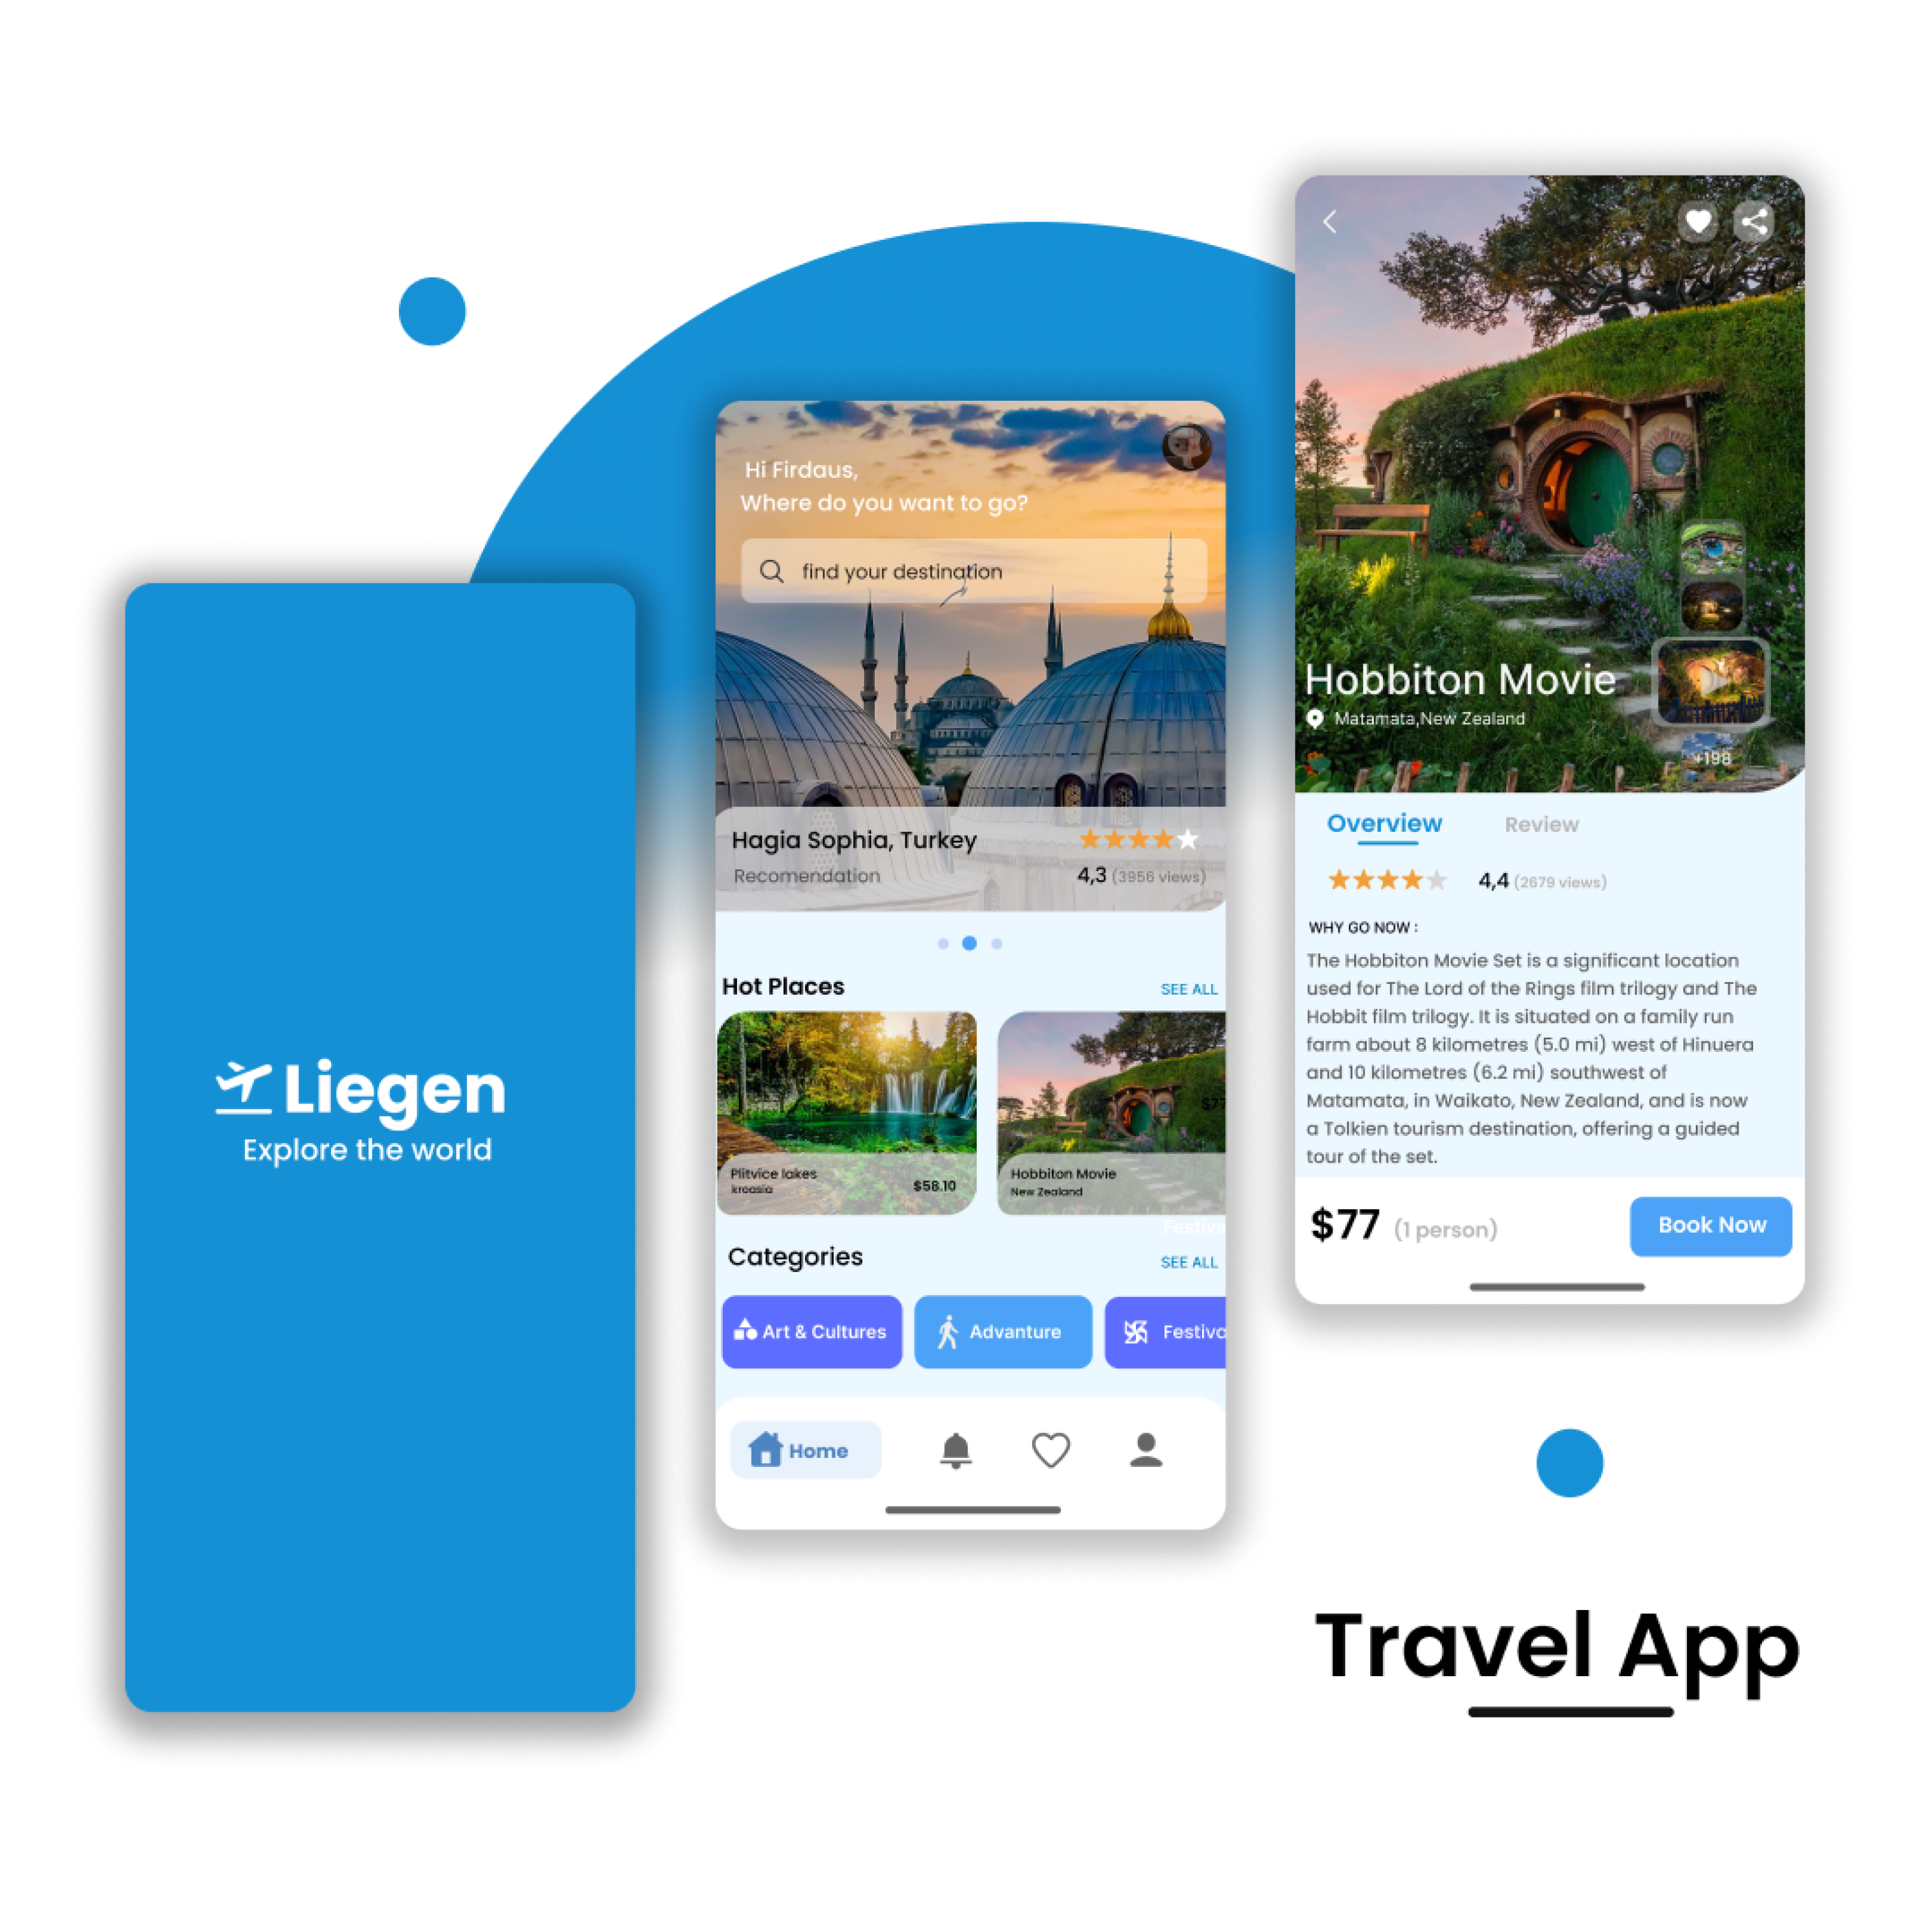 Liegen
Explore the world
Hi Firdaus,
Where do you want to go?
find your destination
Hagia Sophia, Turkey
Recomendation
4,3 (3956 views)
Hot Places
SEE ALL
Plitvice lakes
kroasia
$58.10
Hobbiton Movie
New Zealand
$77
Festiva
Categories
SEE ALL
Art & Cultures
Advanture
Festiva
Home
Hobbiton Movie
Matamata,New Zealand
+198
Overview
Review
4,4 (2679 views)
WHY GO NOW :
The Hobbiton Movie Set is a significant location
used for The Lord of the Rings film trilogy and The
Hobbit film trilogy. It is situated on a family run
farm about 8 kilometres (5.0 mi) west of Hinuera
and 10 kilometres (6.2 mi) southwest of
Matamata, in Waikato, New Zealand, and is now
a Tolkien tourism destination, offering a guided
tour of the set.
$77 (1 person)
Book Now
Travel App